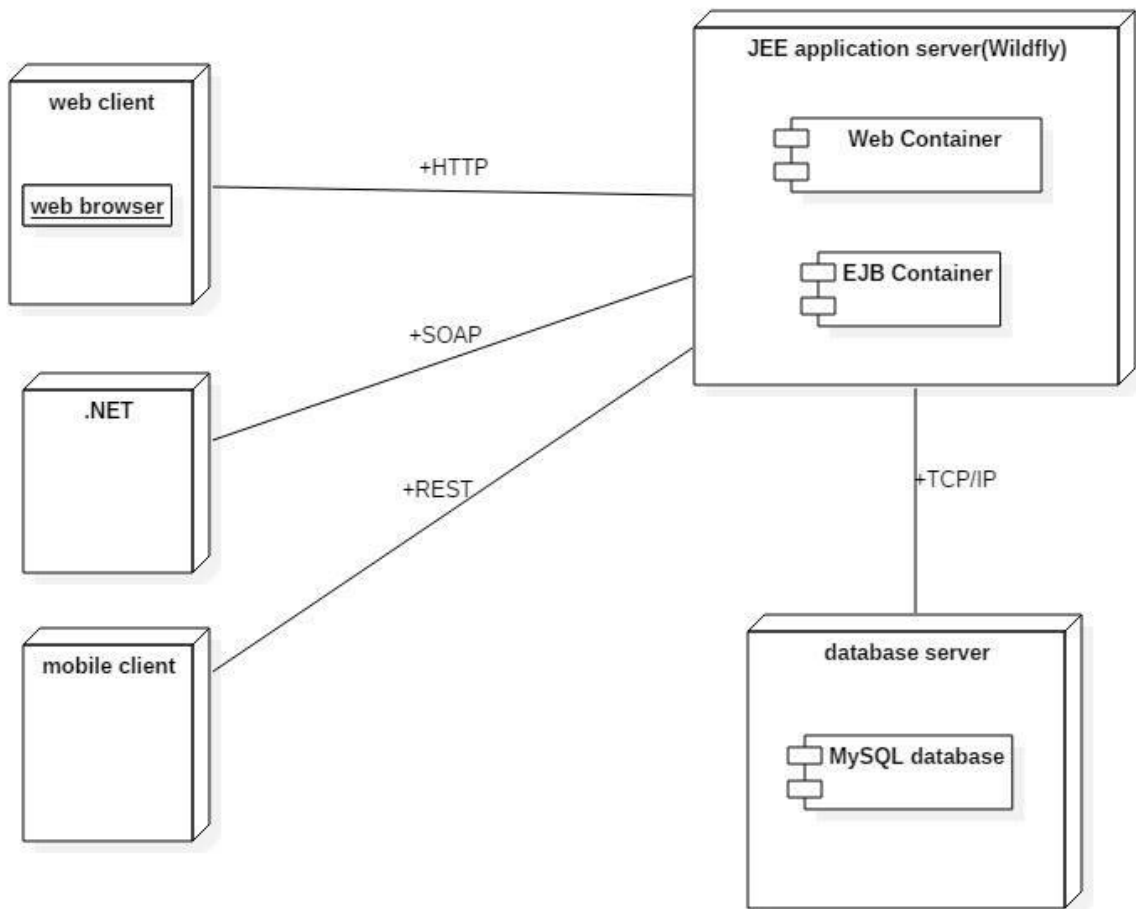 JEE application server(Wildfly)
web client
Web Container
+HTTP
web browser
EJB Container
+SOAP
.NET
+REST
+TCP/IP
mobile client
database server
MySQL database